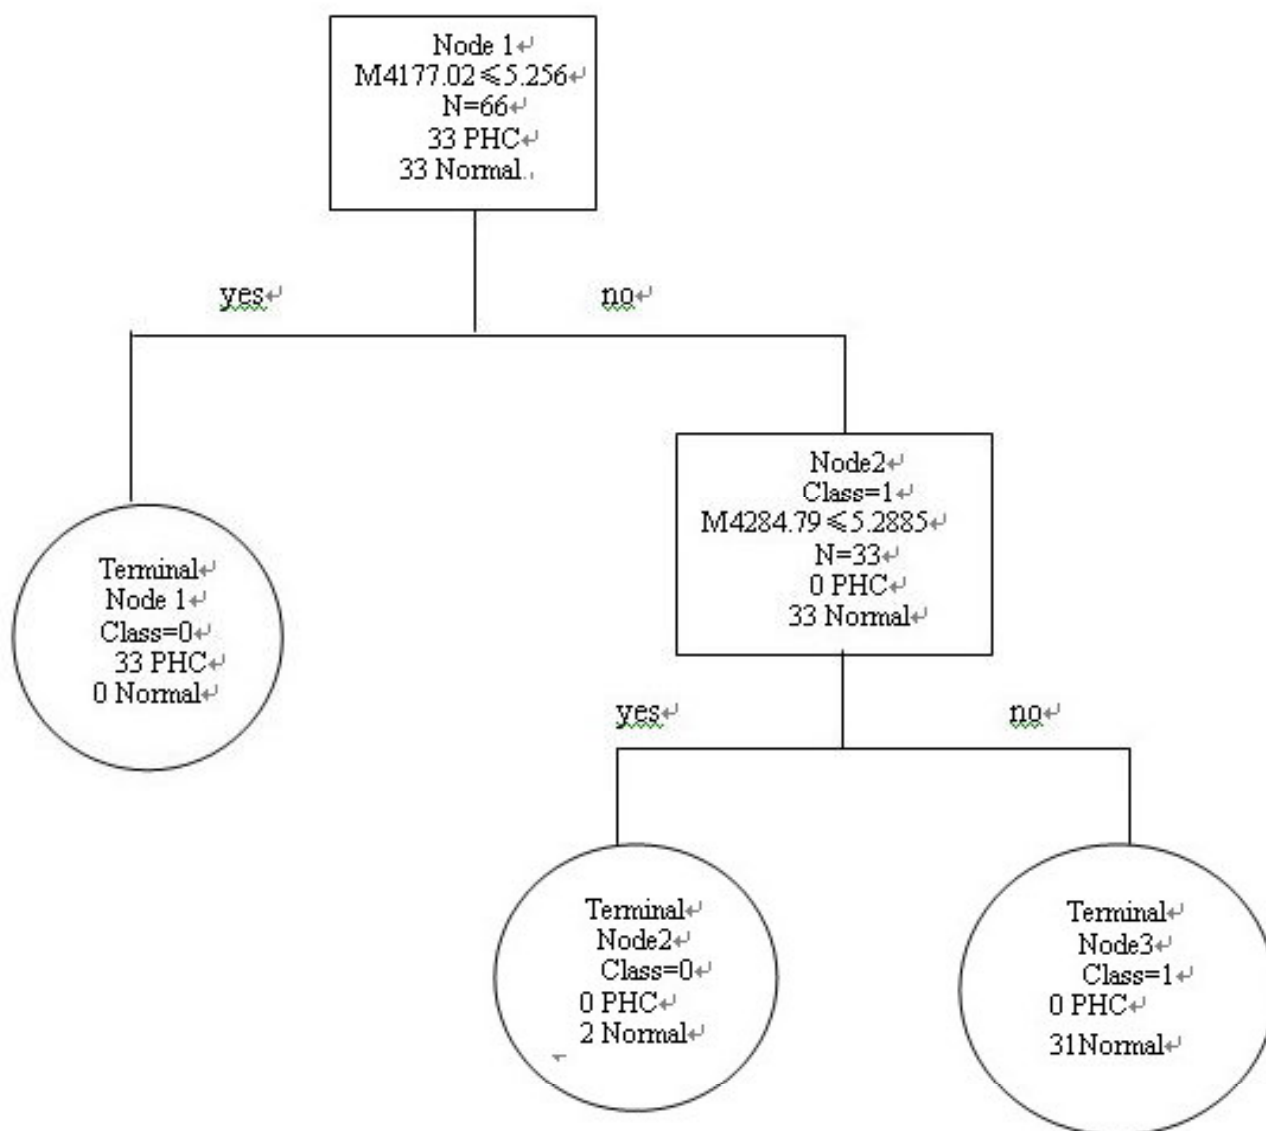 Node 1↵
M4177.02⩽5.256↵
N=66↵
33 PHC↵
33 Normal..
yes↵
no↵
Node2↵
Class=1↵
M4284.79⩽5.2885↵
N=33↵
0 PHC↵
33 Normal↵
Terminal↵
Node 1↵
Class=0↵
33 PHC↵
0 Normal↵
yes↵
no↵
Terminal↵
Node2↵
Class=0↵
0 PHC↵
2 Normal↵
Terminal↵
Node3↵
Class=1↵
0 PHC↵
31Normal↵